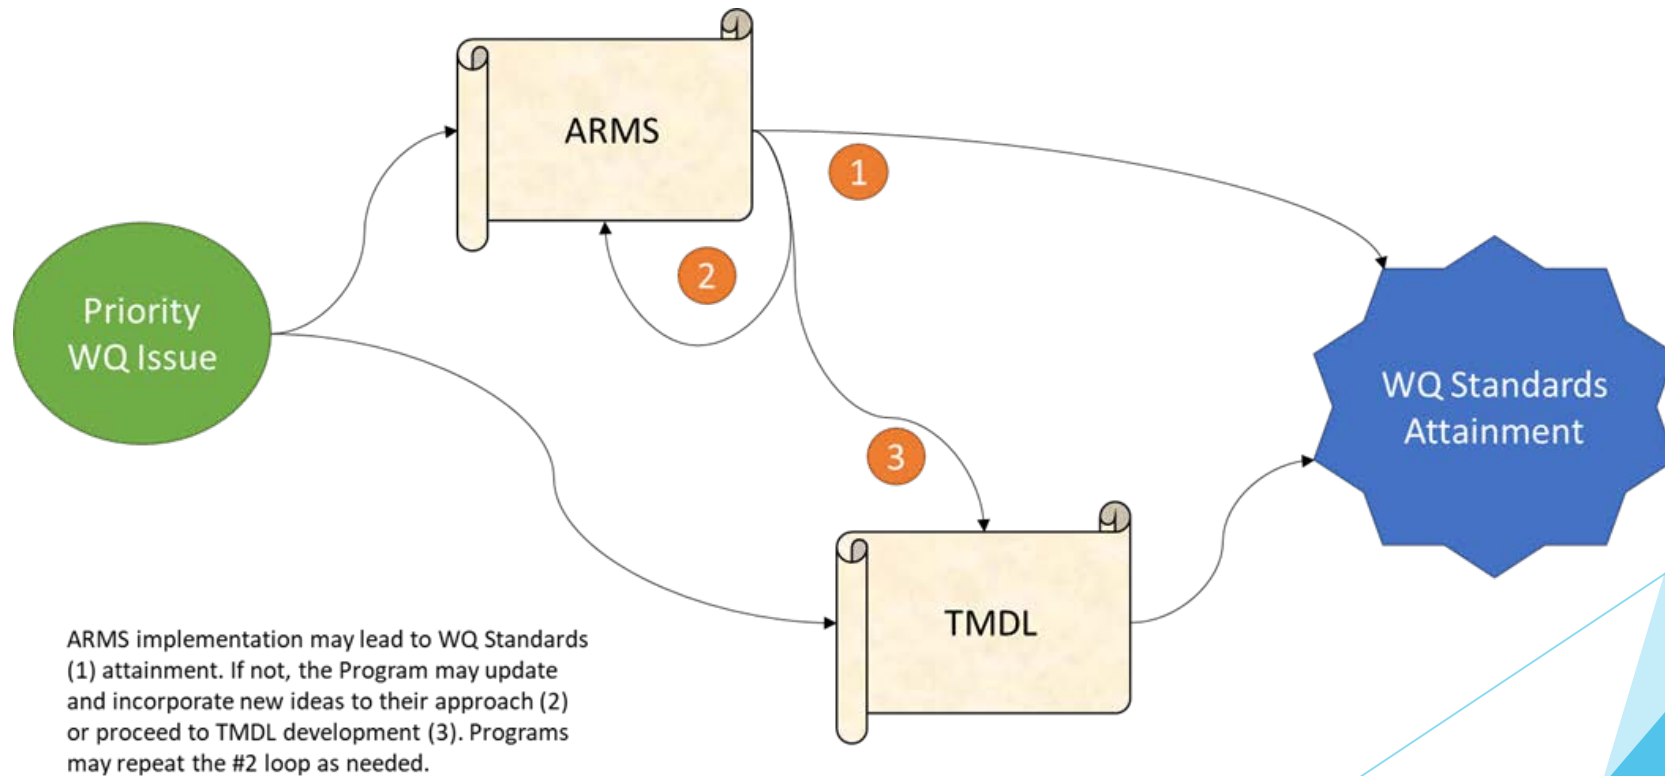 ARMS
1
2
Priority
WQ Issue
WQ Standards
Attainment
3
TMDL
ARMS implementation may lead to WQ Standards
(1) attainment. If not, the Program may update
and incorporate new ideas to their approach (2)
or proceed to TMDL development (3). Programs
may repeat the #2 loop as needed.